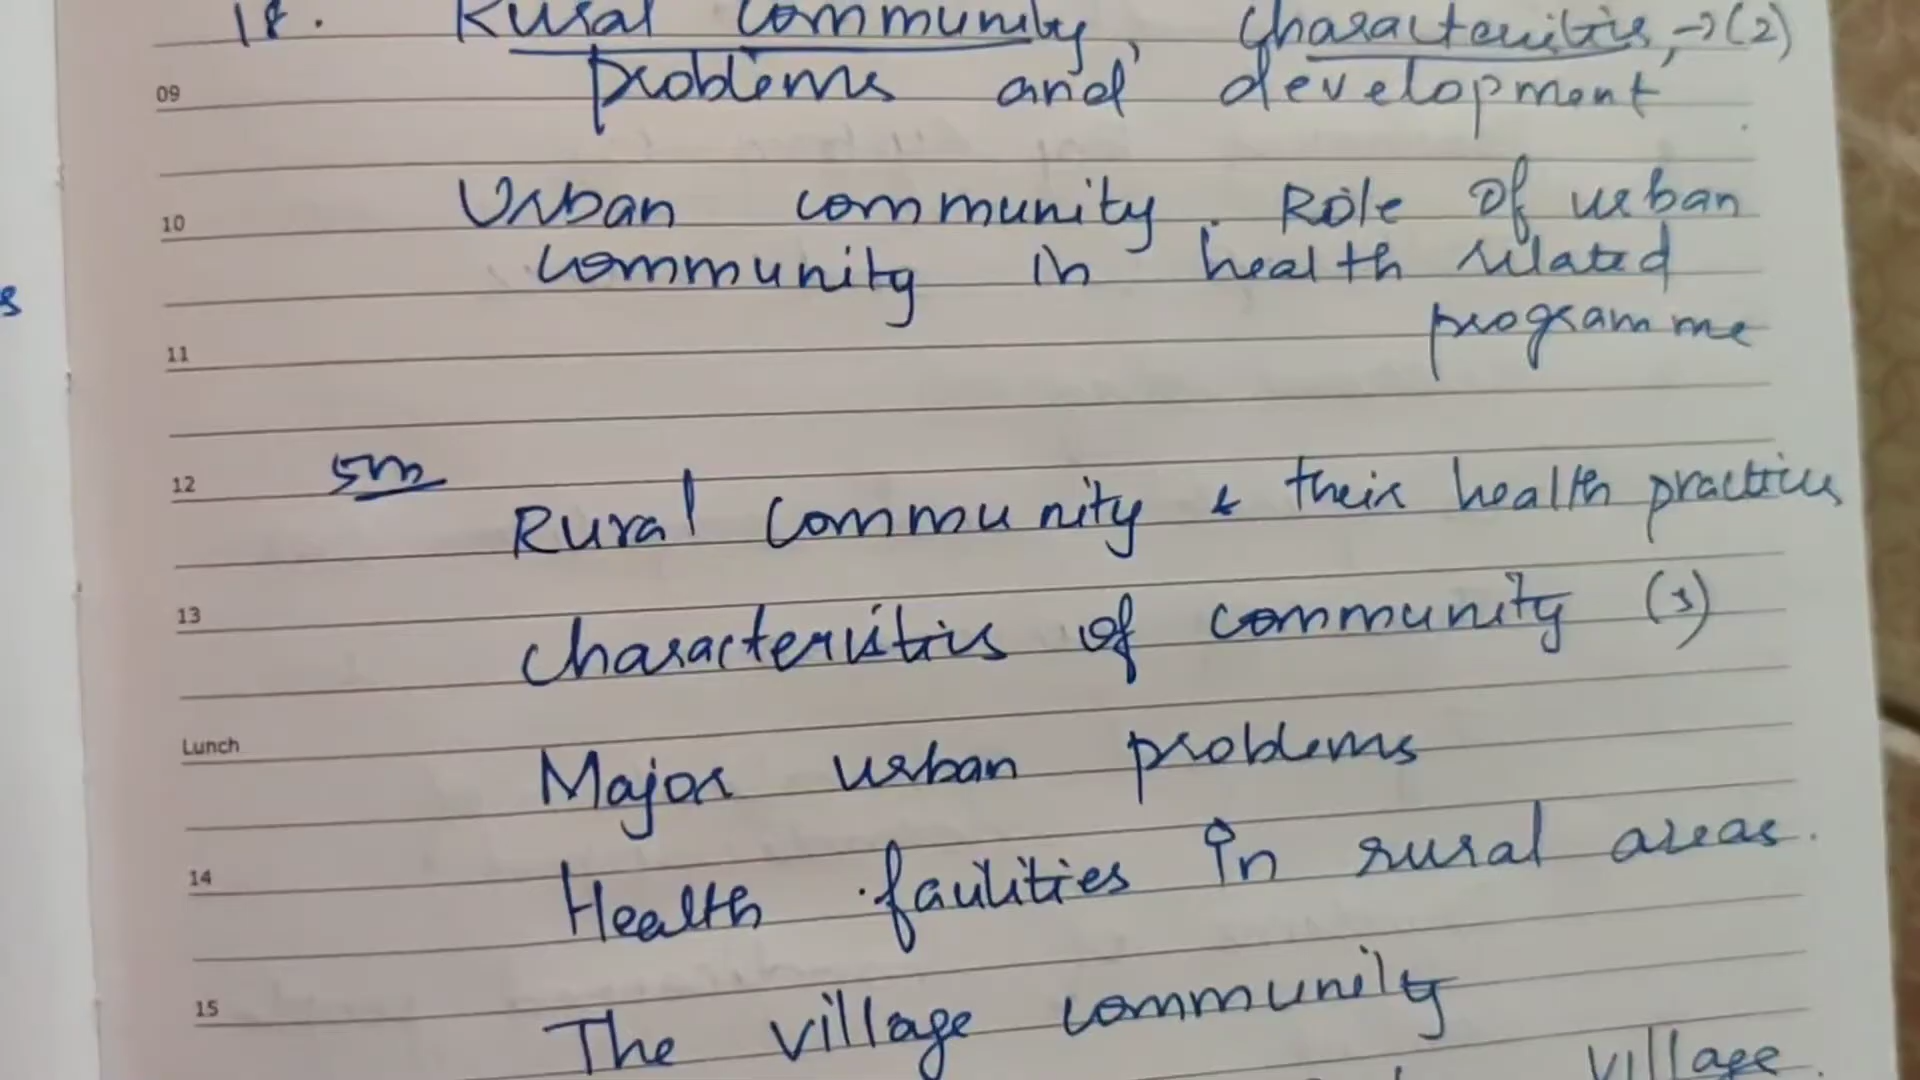 18. Rural Community, Characteristics, →(2)
09 problems and development
10 Urban community. Role of urban
community in health related
programme
11
12 5m
Rural Community & their health practices
13 characteristics of community (3)
Lunch
Major urban problems
14 Health facilities in rural areas.
15 The village community
village.
s